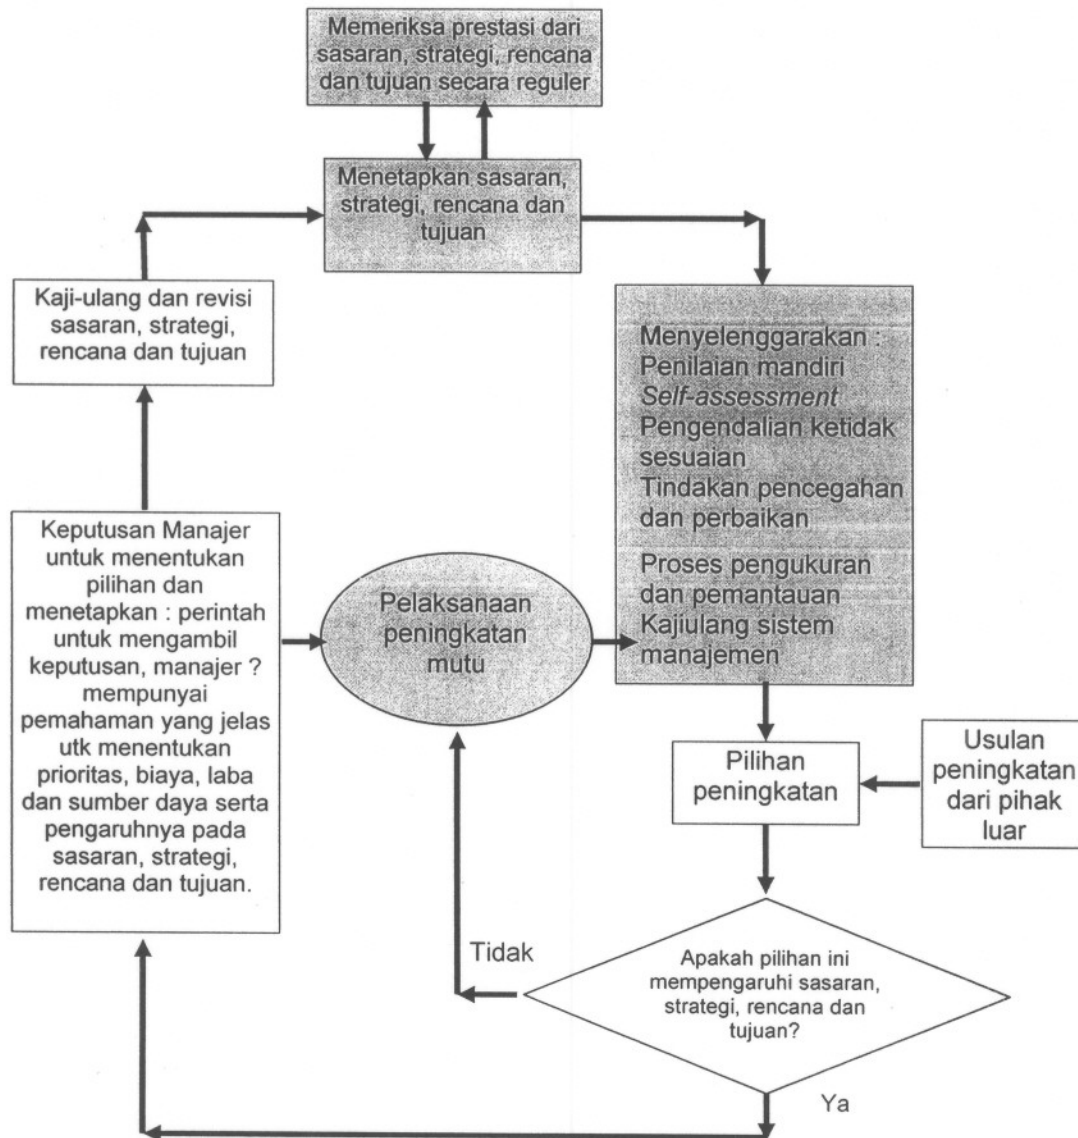 Memeriksa prestasi dari
sasaran, strategi, rencana
dan tujuan secara reguler
Menetapkan sasaran,
strategi, rencana dan
tujuan
Kaji-ulang dan revisi
sasaran, strategi,
rencana dan tujuan
Menyelenggarakan :
Penilaian mandiri
Self-assessment
Pengendalian ketidak
sesuaian
Tindakan pencegahan
dan perbaikan
Proses pengukuran
dan pemantauan
Kajiulang sistem
manajemen
Keputusan Manajer
untuk menentukan
pilihan dan
menetapkan : perintah
untuk mengambil
keputusan, manajer ?
mempunyai
pemahaman yang jelas
utk menentukan
prioritas, biaya, laba
dan sumber daya serta
pengaruhnya pada
sasaran, strategi,
rencana dan tujuan.
Pelaksanaan
peningkatan
mutu
Pilihan
peningkatan
Usulan
peningkatan
dari pihak
luar
Tidak
Apakah pilihan ini
mempengaruhi sasaran,
strategi, rencana dan
tujuan?
Ya